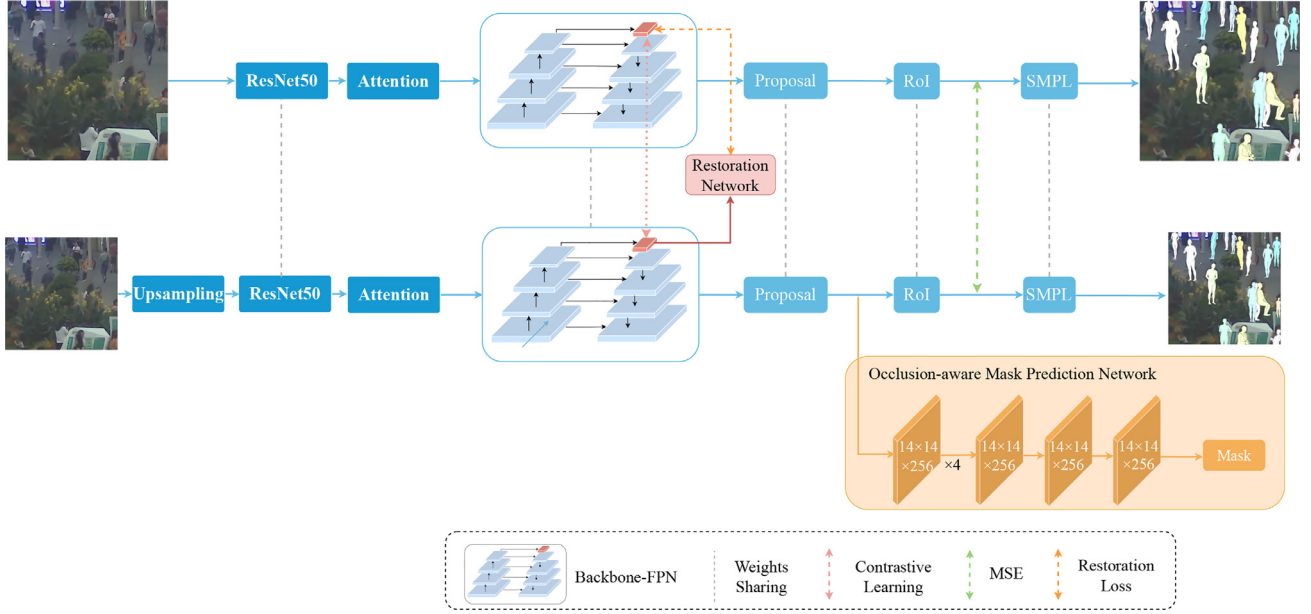 ResNet50
Attention
Proposal
RoI
SMPL
Restoration
Network
Upsampling
ResNet50
Attention
Proposal
RoI
SMPL
Occlusion-aware Mask Prediction Network
14×14
×256
×4
14×14
×256
14×14
×256
14×14
×256
Mask
Backbone-FPN
Weights
Sharing
Contrastive
Learning
MSE
Restoration
Loss